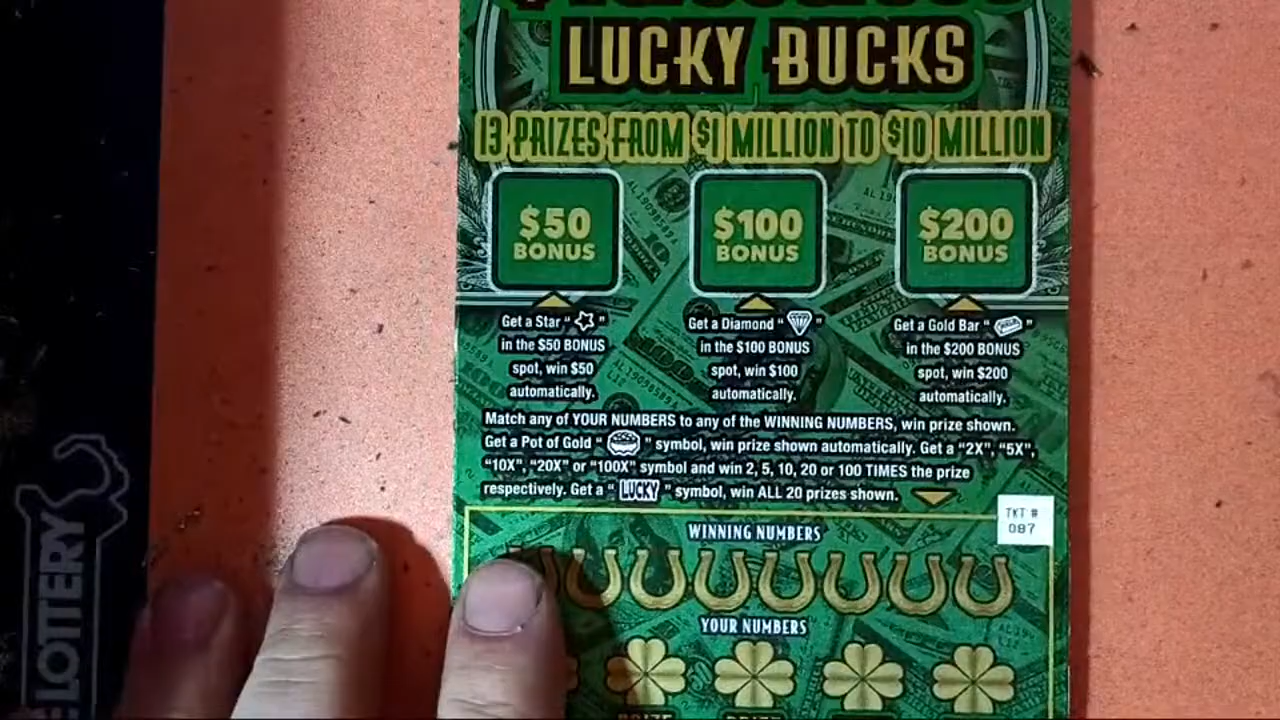 LUCKY BUCKS
13 PRIZES FROM $1 MILLION TO $10 MILLION
$50
BONUS
$100
BONUS
$200
BONUS
Get a Star " "
in the $50 BONUS
spot, win $50
automatically.
Get a Diamond " "
in the $100 BONUS
spot, win $100
automatically.
Get a Gold Bar " "
in the $200 BONUS
spot, win $200
automatically.
Match any of YOUR NUMBERS to any of the WINNING NUMBERS, win prize shown.
Get a Pot of Gold " " symbol, win prize shown automatically. Get a "2X", "5X",
"10X", "20X" or "100X" symbol and win 2, 5, 10, 20 or 100 TIMES the prize
respectively. Get a "LUCKY" symbol, win ALL 20 prizes shown.
TKT #
087
WINNING NUMBERS
YOUR NUMBERS
PRIZE PRIZE
LOTTERY